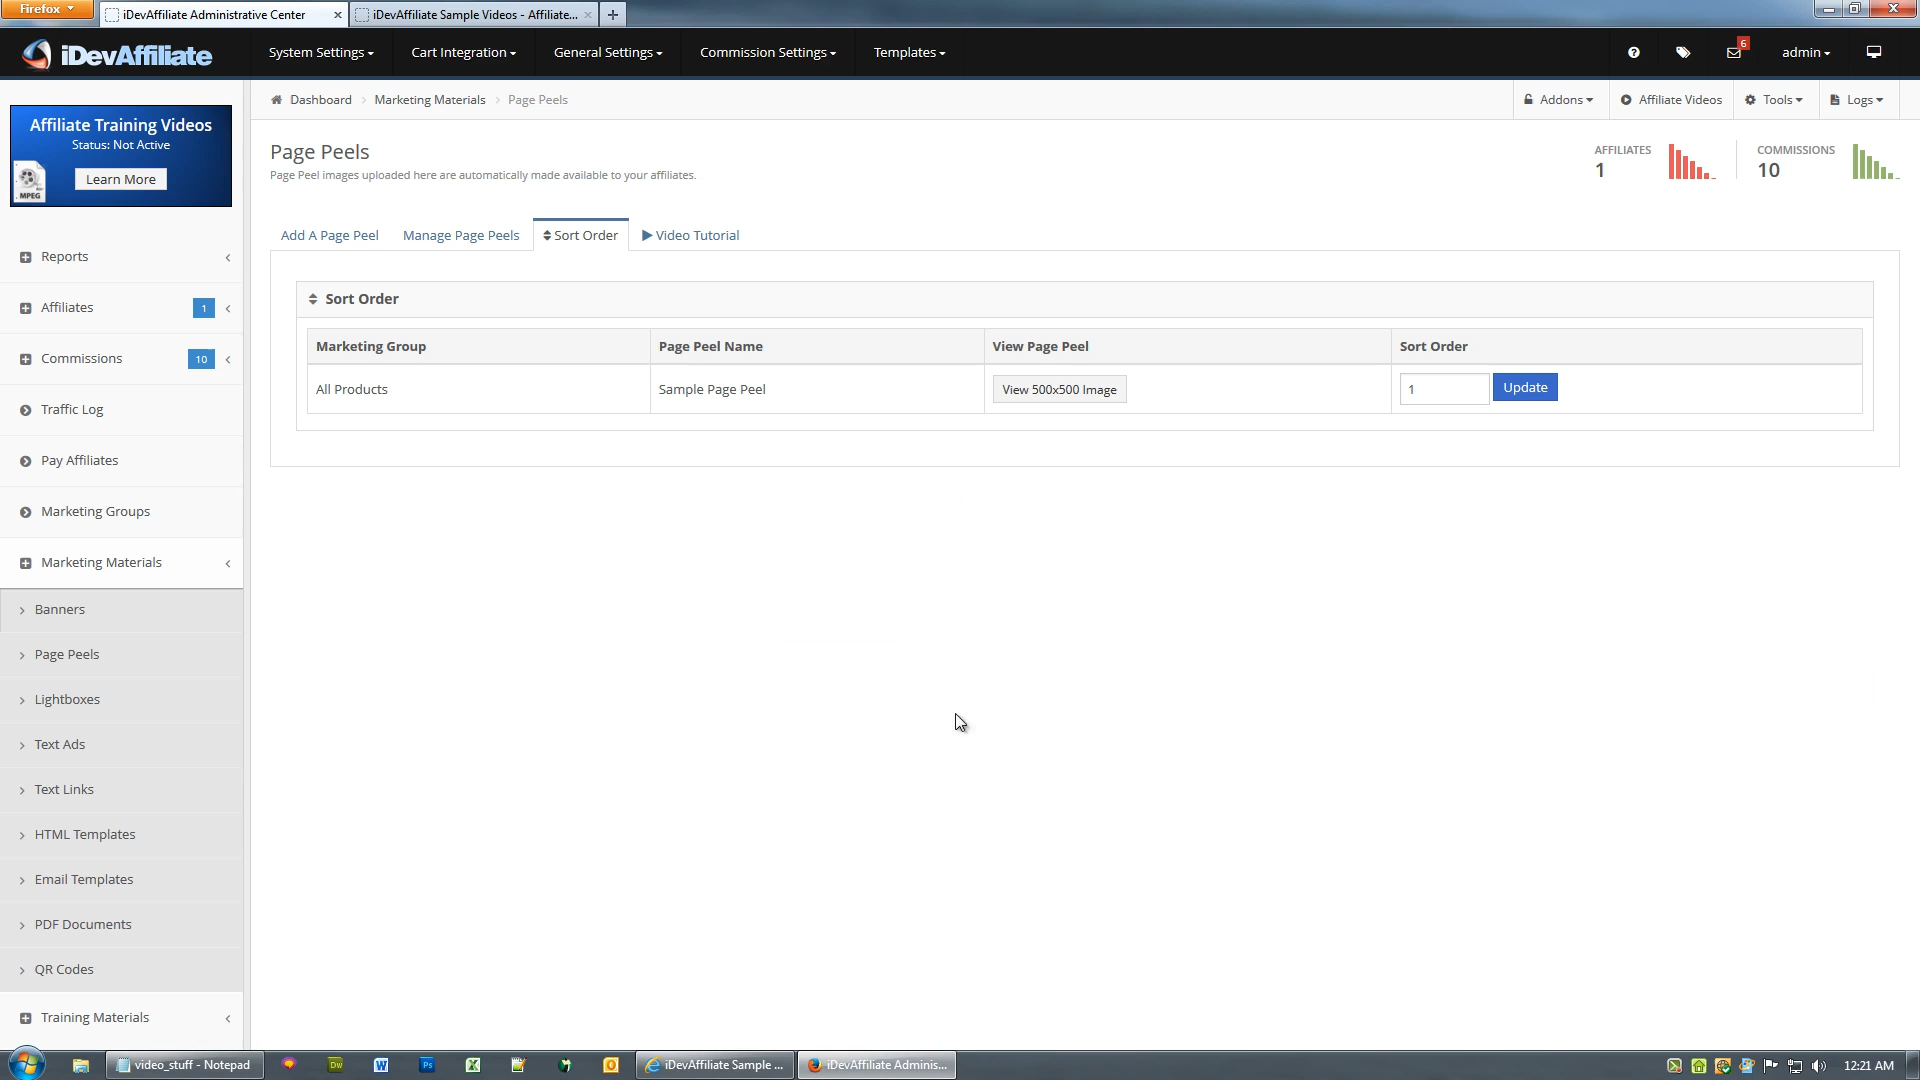 Firefox
iDevAffiliate Administrative Center
iDevAffiliate Sample Videos - Affiliate...
iDevAffiliate
System Settings
Cart Integration
General Settings
Commission Settings
Templates
6
admin
Affiliate Training Videos
Status: Not Active
Learn More
MPEG
Dashboard
Marketing Materials
Page Peels
Addons
Affiliate Videos
Tools
Logs
Page Peels
Page Peel images uploaded here are automatically made available to your affiliates.
AFFILIATES
1
COMMISSIONS
10
Add A Page Peel
Manage Page Peels
Sort Order
Video Tutorial
Sort Order
Marketing Group
Page Peel Name
View Page Peel
Sort Order
All Products
Sample Page Peel
View 500x500 Image
1
Update
Reports
Affiliates
1
Commissions
10
Traffic Log
Pay Affiliates
Marketing Groups
Marketing Materials
Banners
Page Peels
Lightboxes
Text Ads
Text Links
HTML Templates
Email Templates
PDF Documents
QR Codes
Training Materials
video_stuff - Notepad
Dw
W
Ps
X
O
iDevAffiliate Sample ...
iDevAffiliate Adminis...
12:21 AM